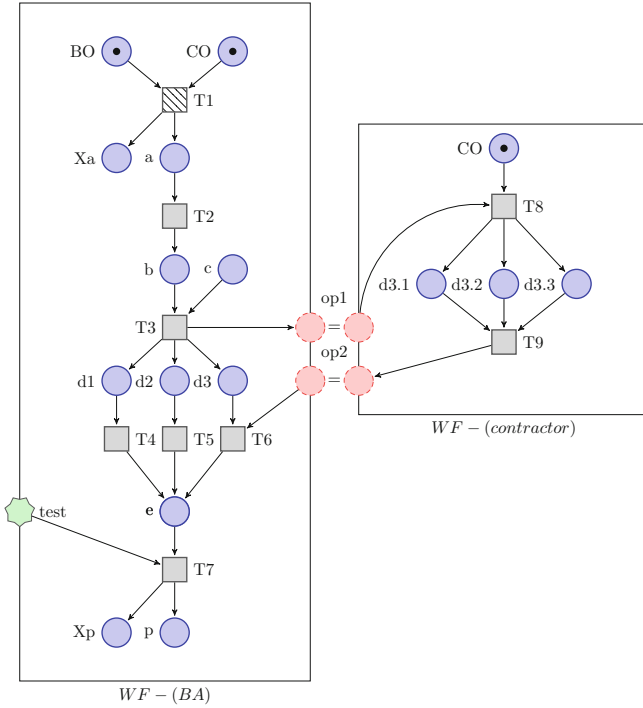 BO
CO
T1
Xa
a
T2
b
c
T3
d1
d2
d3
T4
T5
T6
e
test
T7
Xp
p
WF - (BA)
op1
=
op2
=
CO
T8
d3.1
d3.2
d3.3
T9
WF - (contractor)